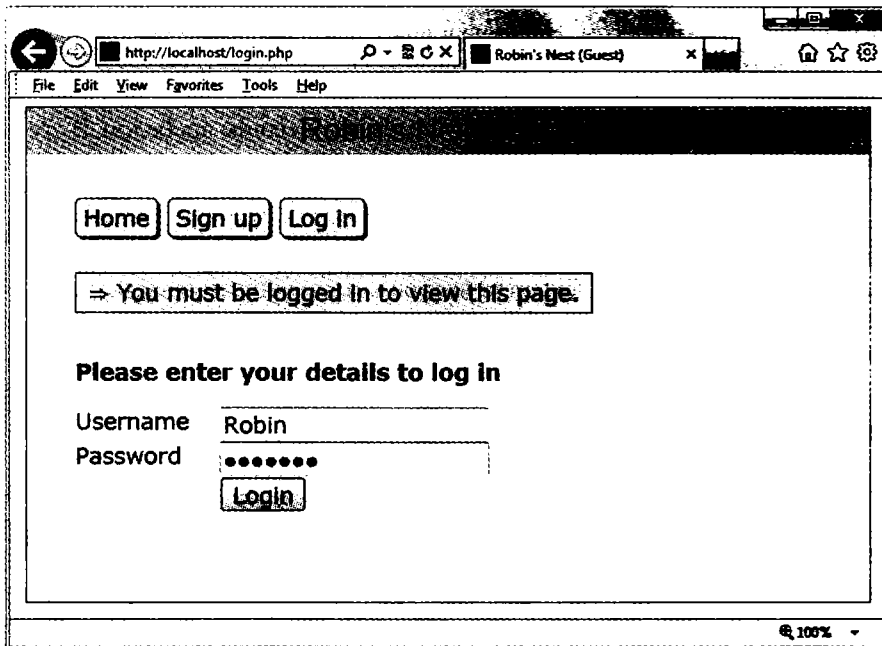 http://localhost/login.php
Robin's Nest (Guest)
File Edit View Favorites Tools Help
Robin's Nest
Home Sign up Log in
⇒ You must be logged in to view this page.
Please enter your details to log in
Username Robin
Password •••••••
Login
100%